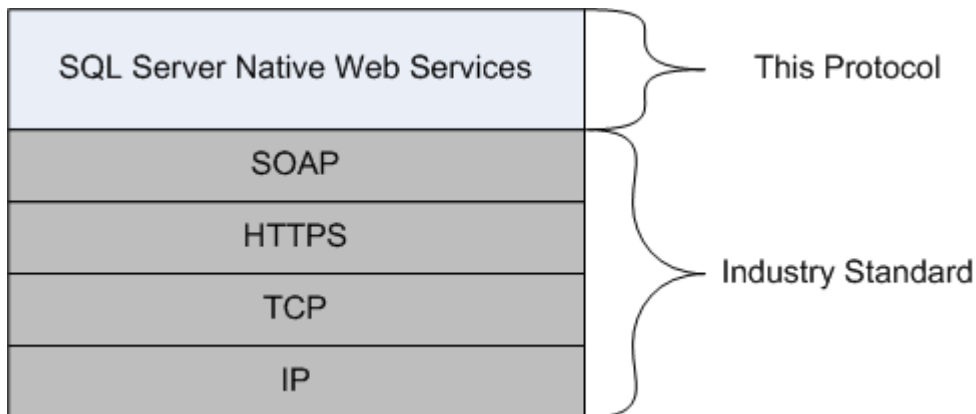 SQL Server Native Web Services
This Protocol
SOAP
HTTPS
TCP
IP
Industry Standard